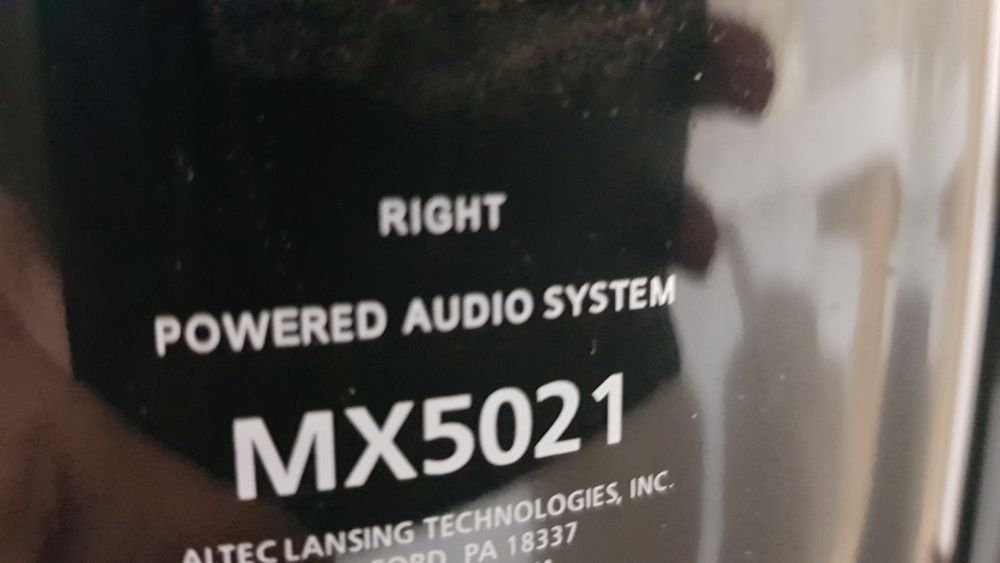 RIGHT
POWERED AUDIO SYSTEM
MX5021
ALTEC LANSING TECHNOLOGIES, INC.
PA 18337